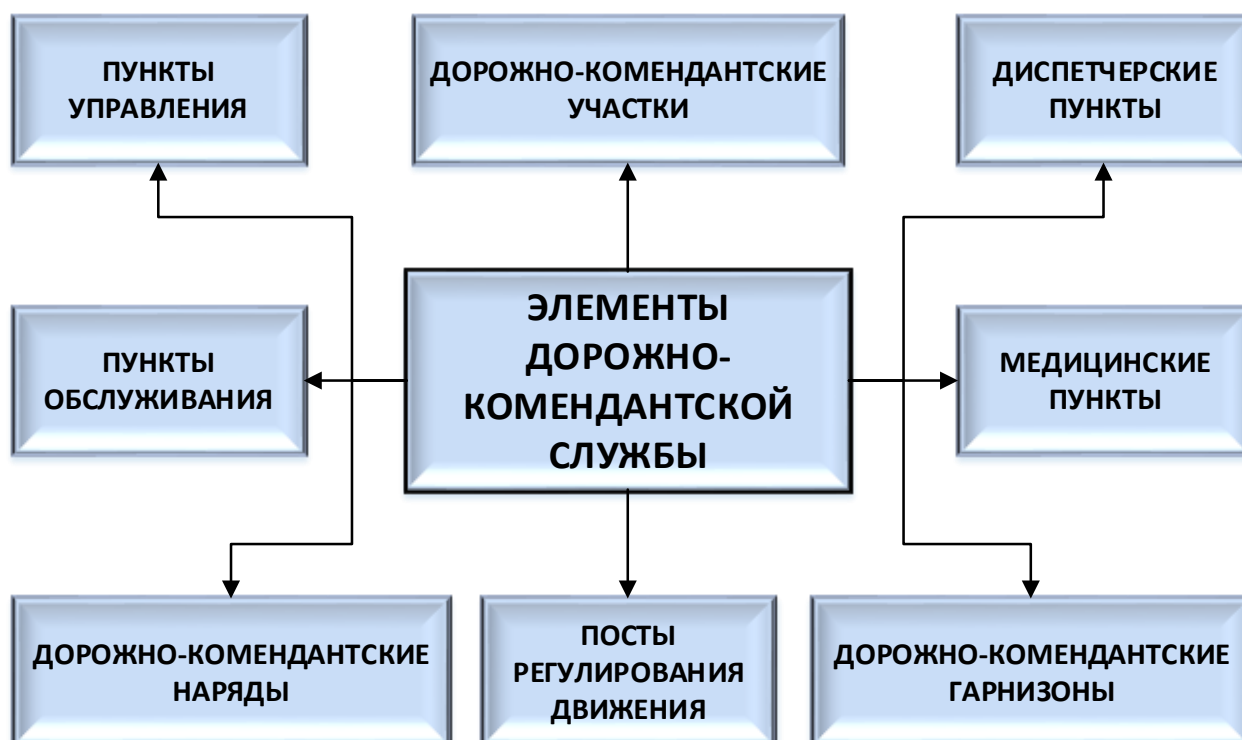 ПУНКТЫ
УПРАВЛЕНИЯ
ДОРОЖНО-КОМЕНДАНТСКИЕ
УЧАСТКИ
ДИСПЕТЧЕРСКИЕ
ПУНКТЫ
ПУНКТЫ
ОБСЛУЖИВАНИЯ
ЭЛЕМЕНТЫ
ДОРОЖНО-
КОМЕНДАНТСКОЙ
СЛУЖБЫ
МЕДИЦИНСКИЕ
ПУНКТЫ
ДОРОЖНО-КОМЕНДАНТСКИЕ
НАРЯДЫ
ПОСТЫ
РЕГУЛИРОВАНИЯ
ДВИЖЕНИЯ
ДОРОЖНО-КОМЕНДАНТСКИЕ
ГАРНИЗОНЫ